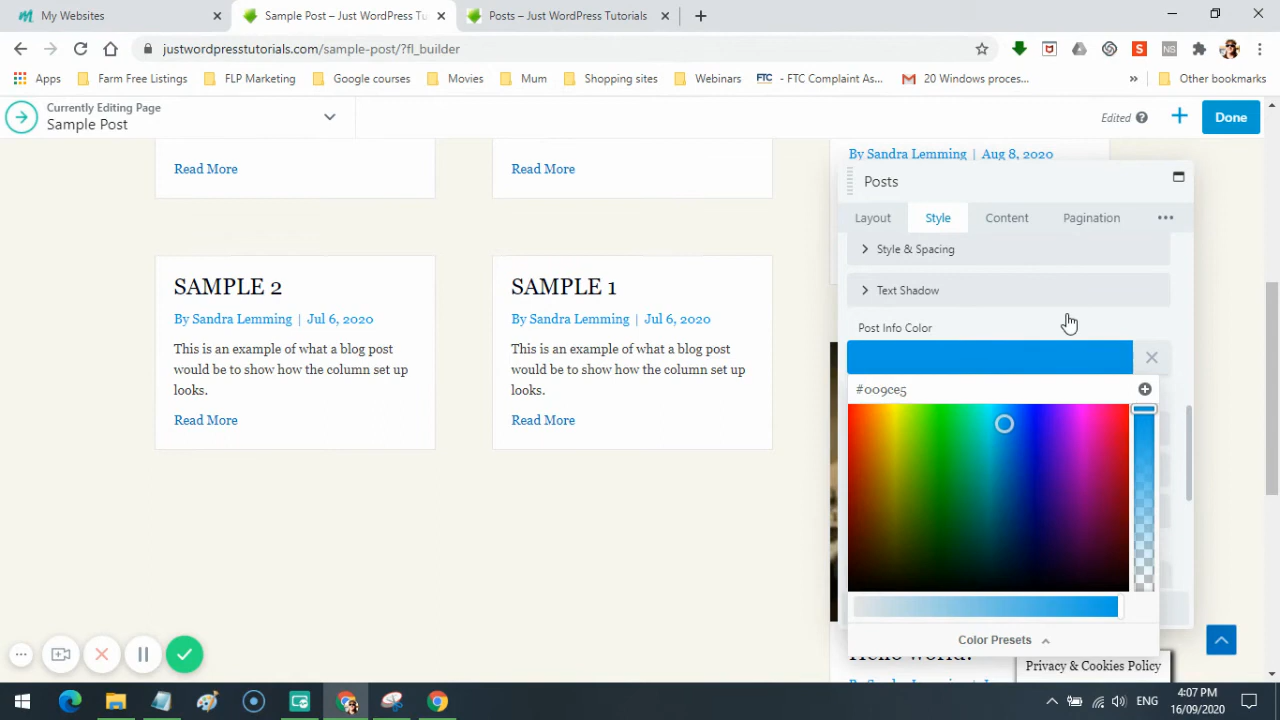 My Websites
Sample Post – Just WordPress Tu
Posts – Just WordPress Tutorials
justwordpresstutorials.com/sample-post/?fl_builder
S
NS
Apps
Farm Free Listings
FLP Marketing
Google courses
Movies
Mum
Shopping sites
Webinars
FTC - FTC Complaint As...
20 Windows proces...
»
Other bookmarks
Currently Editing Page
Sample Post
Edited
Done
Read More
Read More
By Sandra Lemming | Aug 8, 2020
Posts
Layout
Style
Content
Pagination
Style & Spacing
Text Shadow
Post Info Color
#009ce5
Color Presets
SAMPLE 2
By Sandra Lemming | Jul 6, 2020
This is an example of what a blog post
would be to show how the column set up
looks.
Read More
SAMPLE 1
By Sandra Lemming | Jul 6, 2020
This is an example of what a blog post
would be to show how the column set up
looks.
Read More
Privacy & Cookies Policy
ENG
4:07 PM
16/09/2020